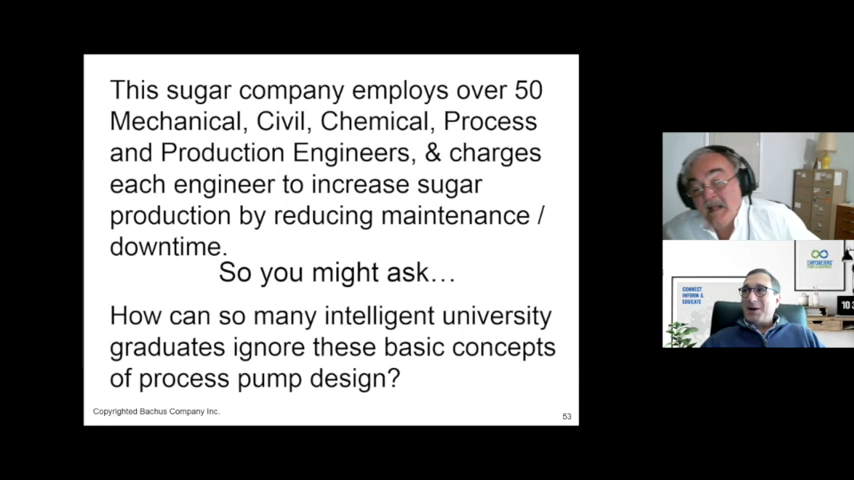 This sugar company employs over 50
Mechanical, Civil, Chemical, Process
and Production Engineers, & charges
each engineer to increase sugar
production by reducing maintenance /
downtime.
So you might ask…
How can so many intelligent university
graduates ignore these basic concepts
of process pump design?
Copyrighted Bachus Company Inc.
53
CONNECT
INFORM &
EDUCATE
EMPOWERING
10